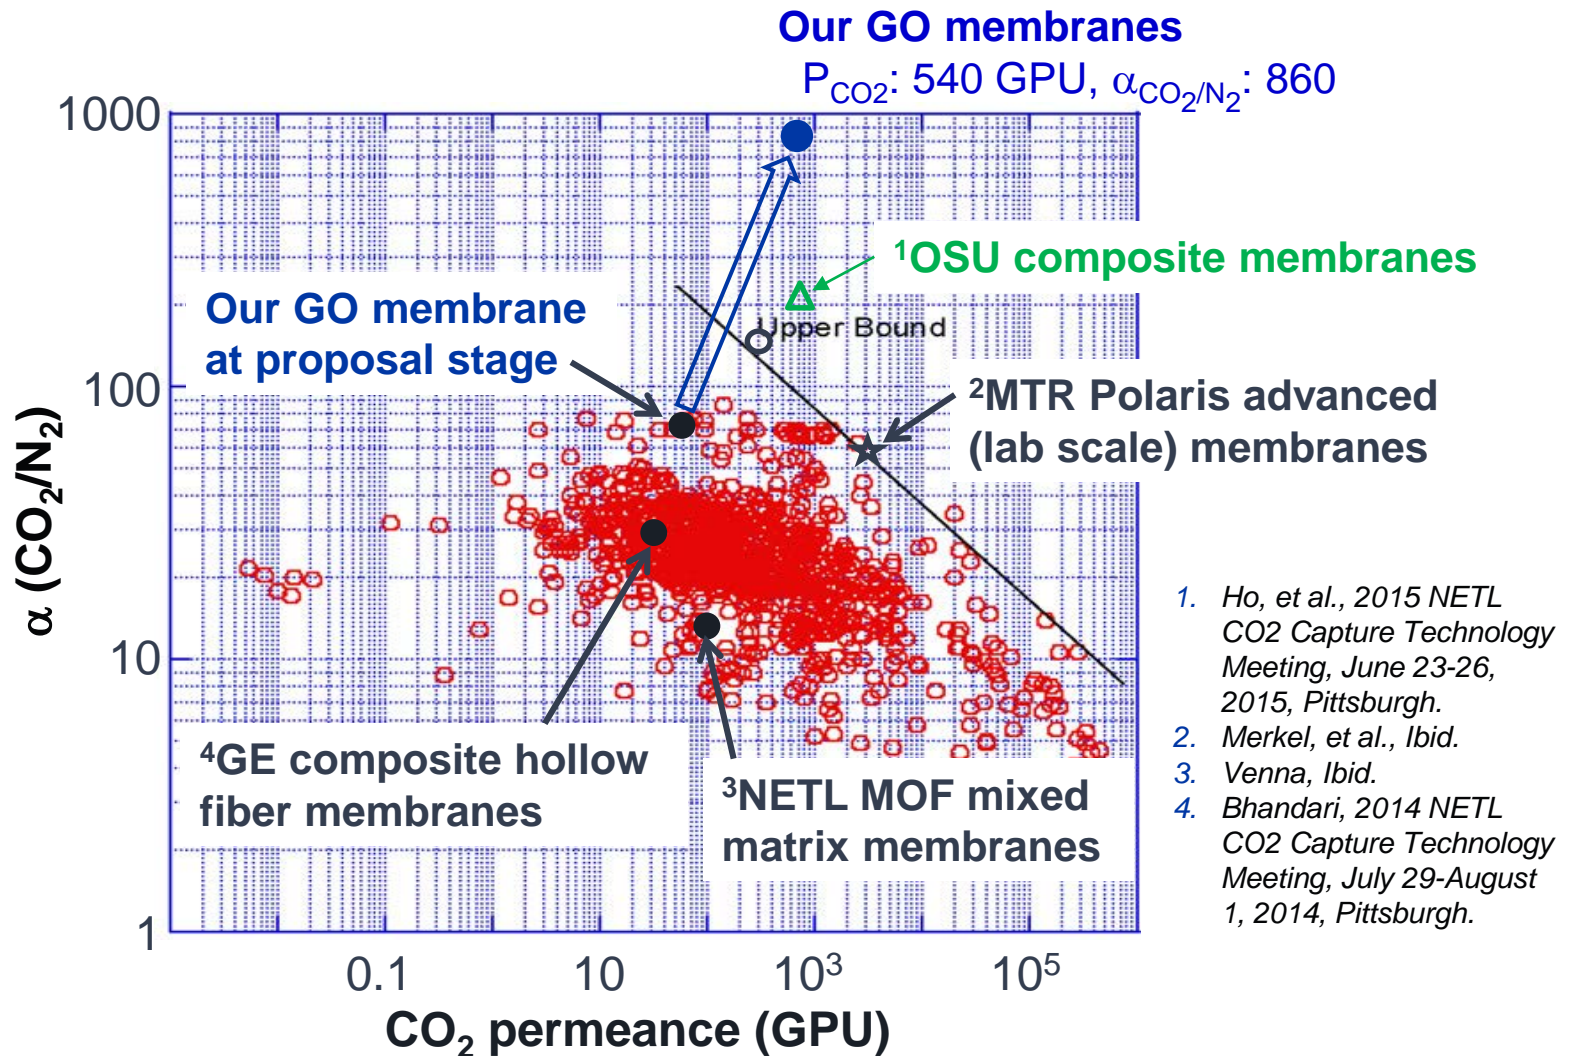 Our GO membranes
P_CO2: 540 GPU, α_CO₂/N₂: 860
1000
¹OSU composite membranes
Our GO membrane
at proposal stage
Upper Bound
100
²MTR Polaris advanced
(lab scale) membranes
α (CO₂/N₂)
10
⁴GE composite hollow
fiber membranes
³NETL MOF mixed
matrix membranes
1
0.1
10
10³
10⁵
CO₂ permeance (GPU)
1. Ho, et al., 2015 NETL
CO2 Capture Technology
Meeting, June 23-26,
2015, Pittsburgh.
2. Merkel, et al., Ibid.
3. Venna, Ibid.
4. Bhandari, 2014 NETL
CO2 Capture Technology
Meeting, July 29-August
1, 2014, Pittsburgh.